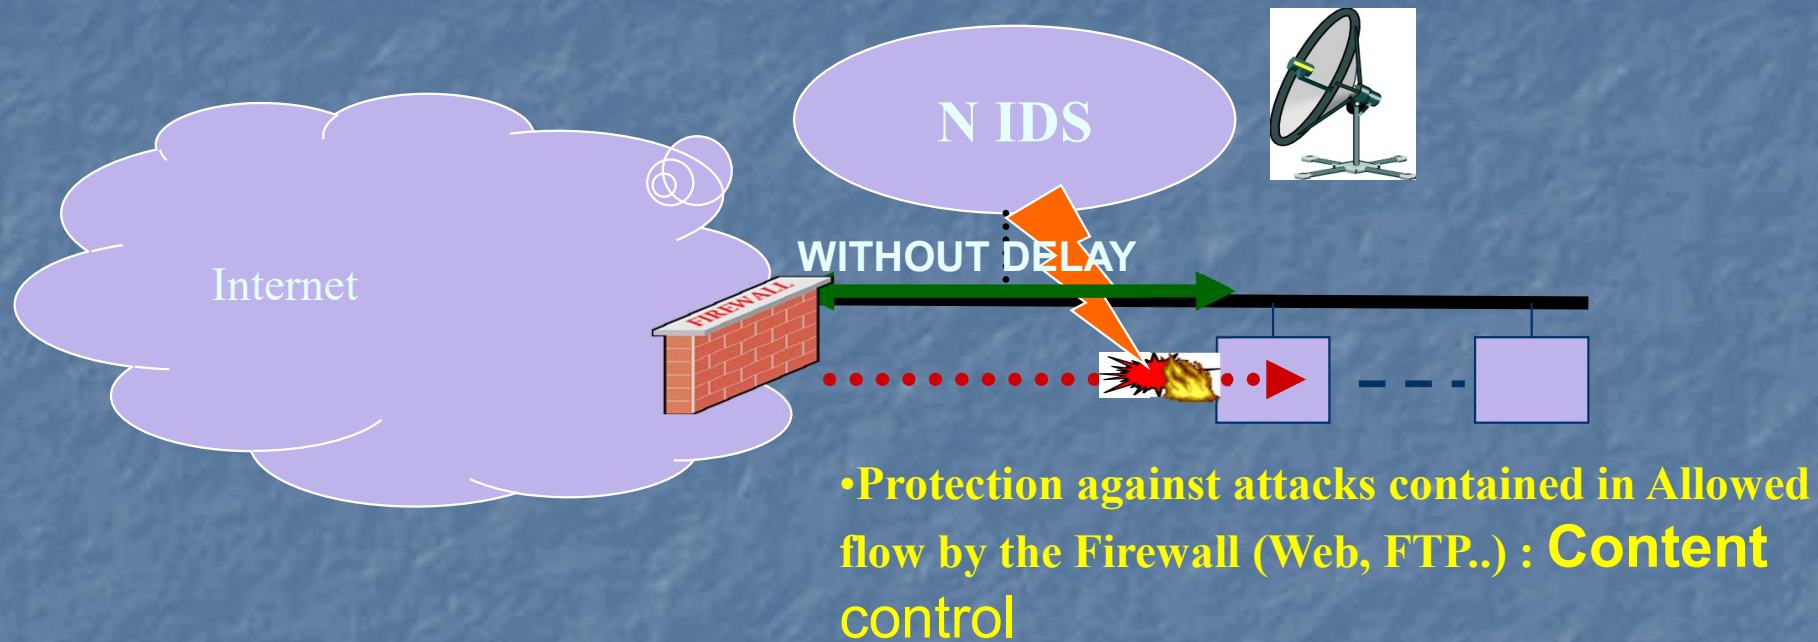 N IDS
WITHOUT DELAY
Internet
FIREWALL
•Protection against attacks contained in Allowed
flow by the Firewall (Web, FTP..) : Content
control